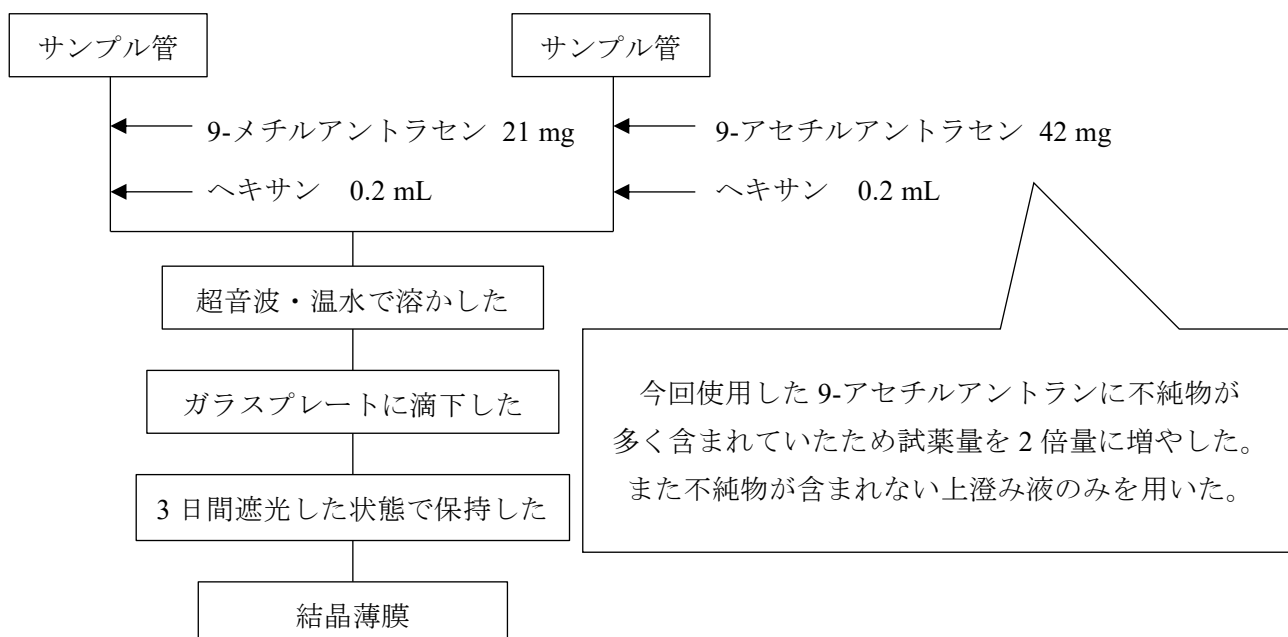 サンプル管
サンプル管
9-メチルアントラセン 21 mg
9-アセチルアントラセン 42 mg
ヘキサン 0.2 mL
ヘキサン 0.2 mL
超音波・温水で溶かした
ガラスプレートに滴下した
3 日間遮光した状態で保持した
結晶薄膜
今回使用した 9-アセチルアントランに不純物が
多く含まれていたため試薬量を 2 倍量に増やした。
また不純物が含まれない上澄み液のみを用いた。